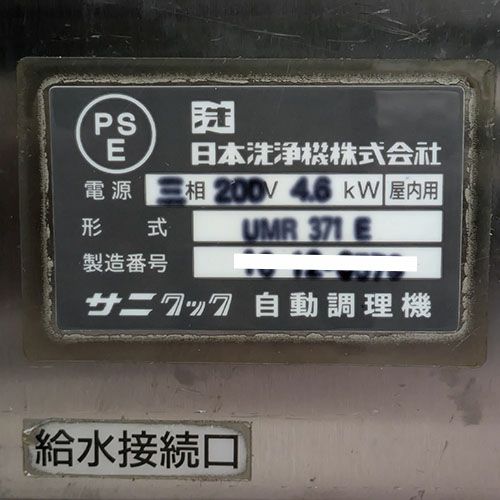 PS
E
洗
日本洗浄機株式会社
電源 三相 200V 4.6 kW 屋内用
形式 UMR 371 E
製造番号
サニクック 自動調理機
給水接続口